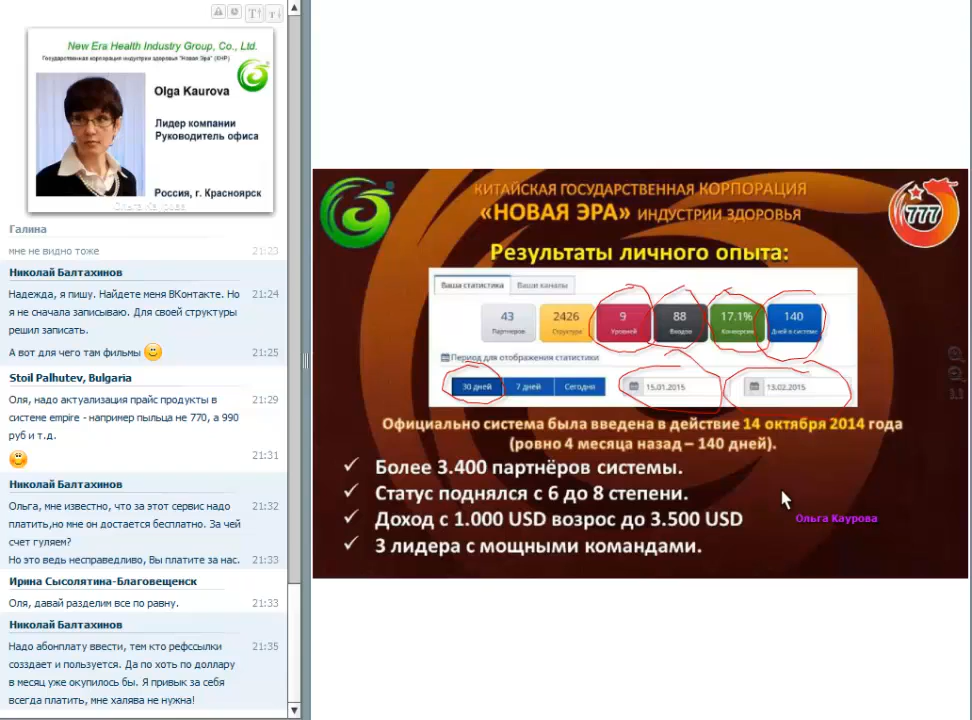 New Era Health Industry Group, Co., Ltd.
Государственная корпорация индустрии здоровья "Новая Эра" (КНР)
Olga Kaurova
Лидер компании
Руководитель офиса
Россия, г. Красноярск
Ольга Каурова
Галина
мне не видно тоже 21:23
Николай Балтахинов
Надежда, я пишу. Найдете меня ВКонтакте. Но 21:24
я не сначала записываю. Для своей структуры
решил записать.
А вот для чего там фильмы 21:25
Stoil Palhutev, Bulgaria
Оля, надо актуализация прайс продукты в 21:29
системе empire - например пыльца не 770, а 990
руб и т.д.
21:31
Николай Балтахинов
Ольга, мне известно, что за этот сервис надо 21:32
платить,но мне он достается бесплатно. За чей
счет гуляем?
Но это ведь несправедливо, Вы платите за нас. 21:33
Ирина Сысолятина-Благовещенск
Оля, давай разделим все по равну. 21:33
Николай Балтахинов
Надо абонплату ввести, тем кто рефссылки 21:35
созздает и пользуется. Да по хоть по доллару
в месяц уже окупилось бы. Я привык за себя
всегда платить, мне халява не нужна!
КИТАЙСКАЯ ГОСУДАРСТВЕННАЯ КОРПОРАЦИЯ
«НОВАЯ ЭРА» ИНДУСТРИИ ЗДОРОВЬЯ
777
Результаты личного опыта:
Ваша статистика Ваши каналы
43 2426 9 88 17.1% 140
Партнеров Структура Уровней Входов Конверсия Дней в системе
Период для отображения статистики
30 дней 7 дней Сегодня 15.01.2015 13.02.2015
Официально система была введена в действие 14 октября 2014 года
(ровно 4 месяца назад – 140 дней).
✓ Более 3.400 партнёров системы.
✓ Статус поднялся с 6 до 8 степени.
✓ Доход с 1.000 USD возрос до 3.500 USD
✓ 3 лидера с мощными командами.
Ольга Каурова